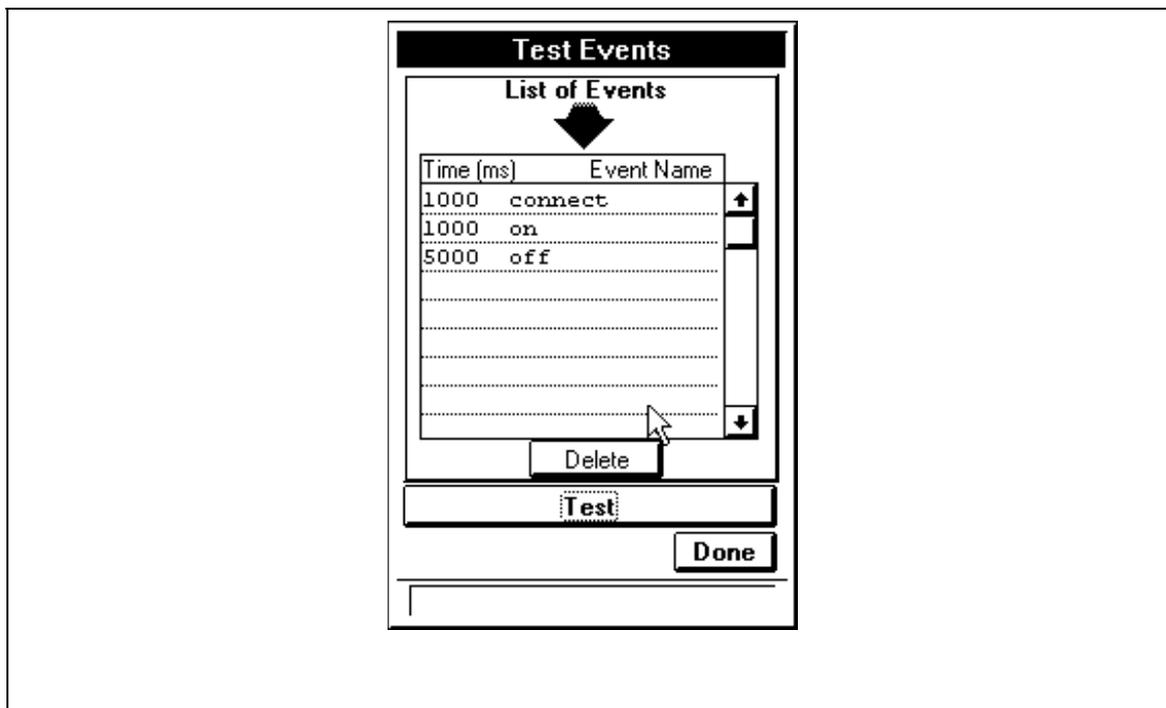 Test Events
List of Events
Time (ms) Event Name
1000 connect
1000 on
5000 off
Delete
Test
Done